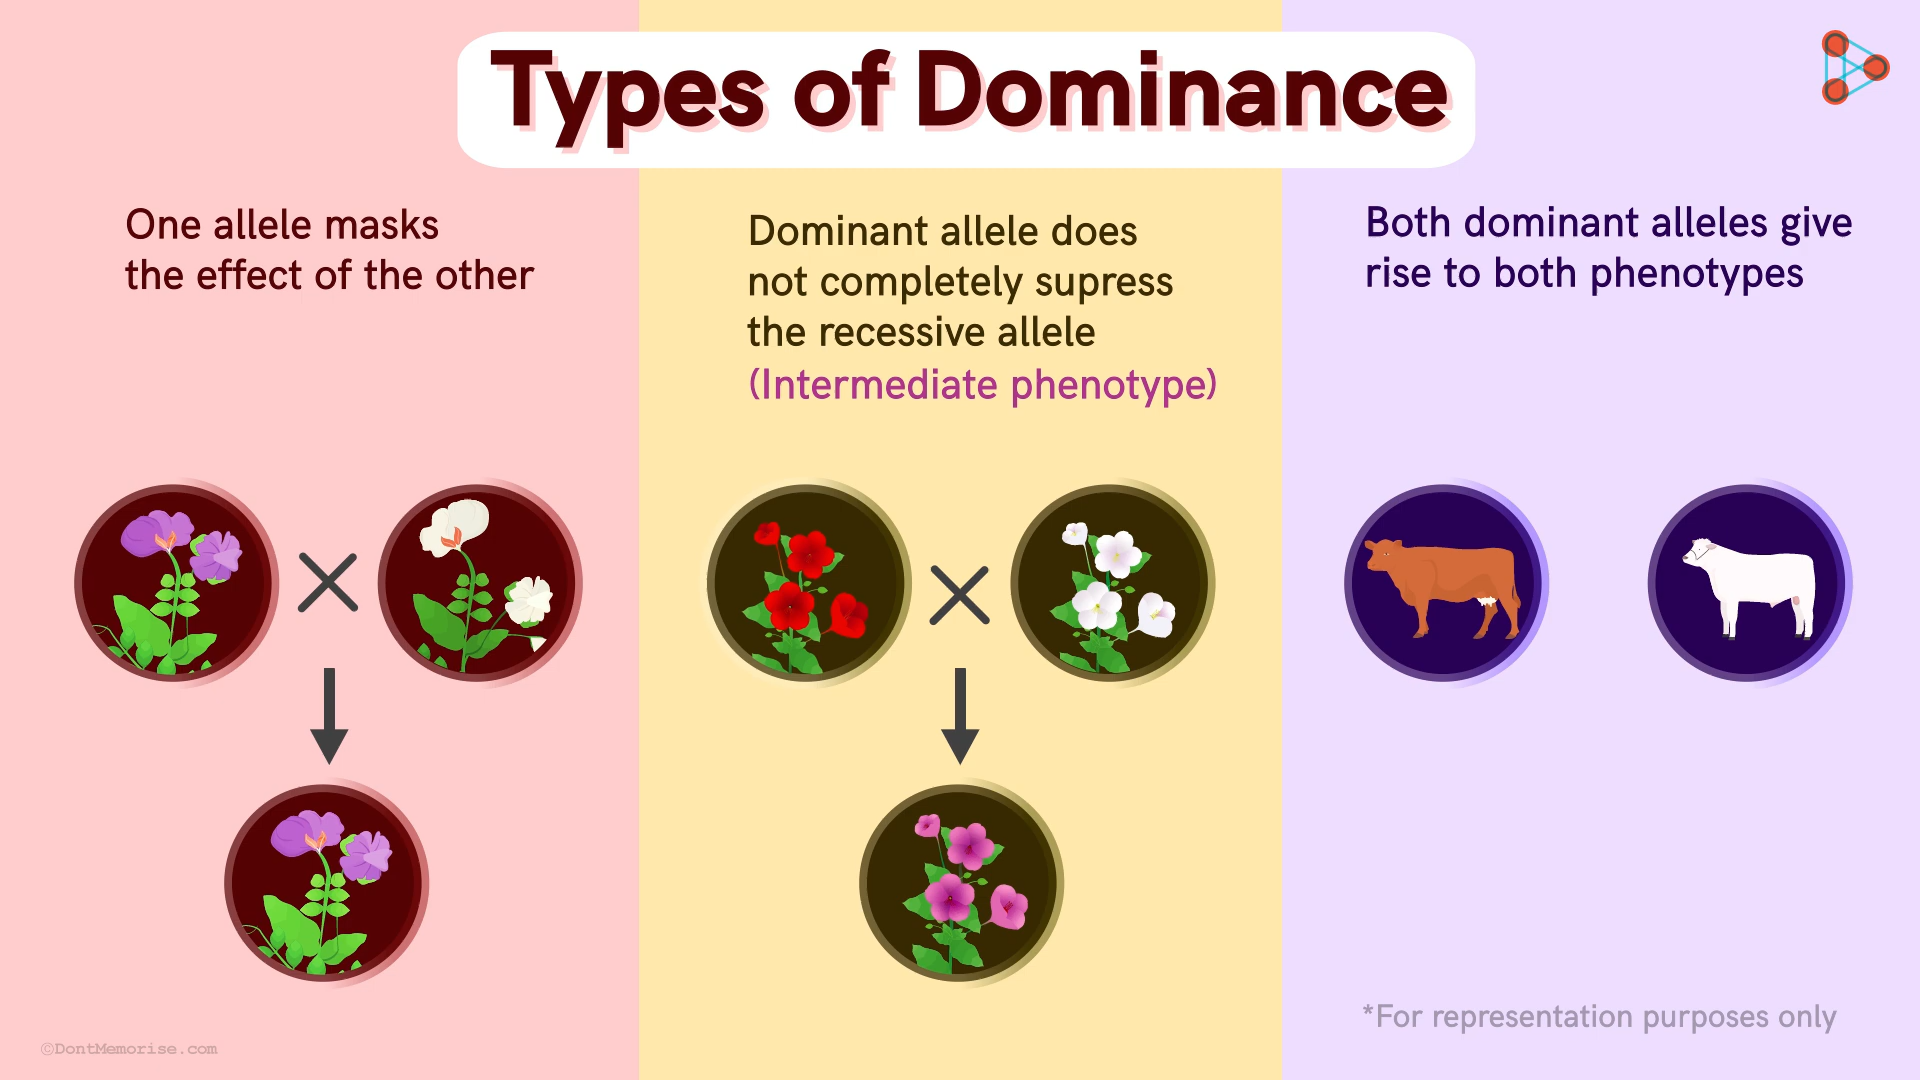 Types of Dominance
One allele masks
the effect of the other
Dominant allele does
not completely supress
the recessive allele
(Intermediate phenotype)
Both dominant alleles give
rise to both phenotypes
*For representation purposes only
©DontMemorise.com